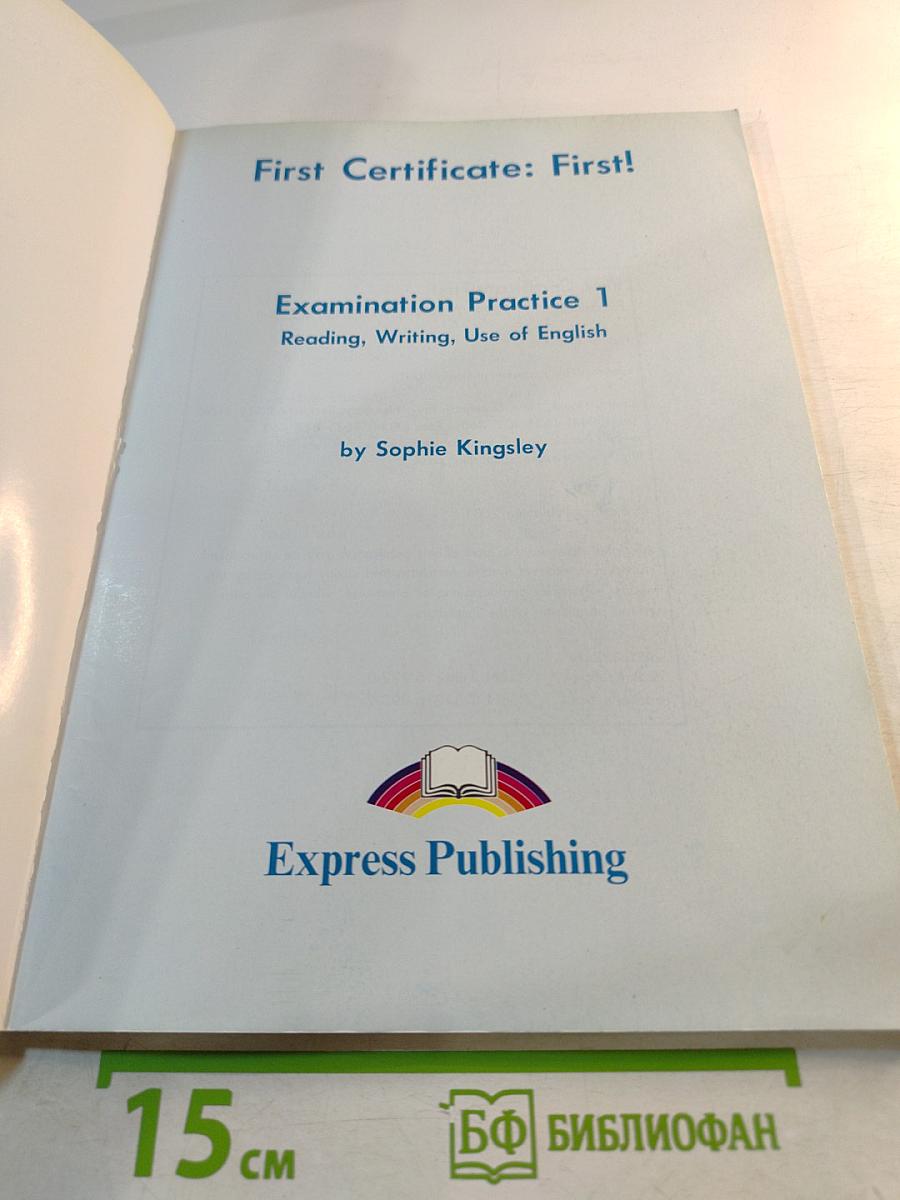 First Certificate: First!
Examination Practice 1
Reading, Writing, Use of English
by Sophie Kingsley
Express Publishing
15 см
БФ БИБЛИОФАН